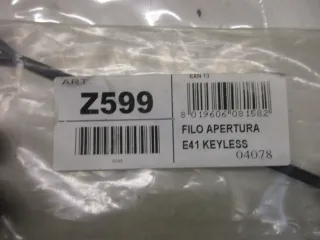 ART
EAN 13
Z599
8 019606 081582
FILO APERTURA
E41 KEYLESS
04078